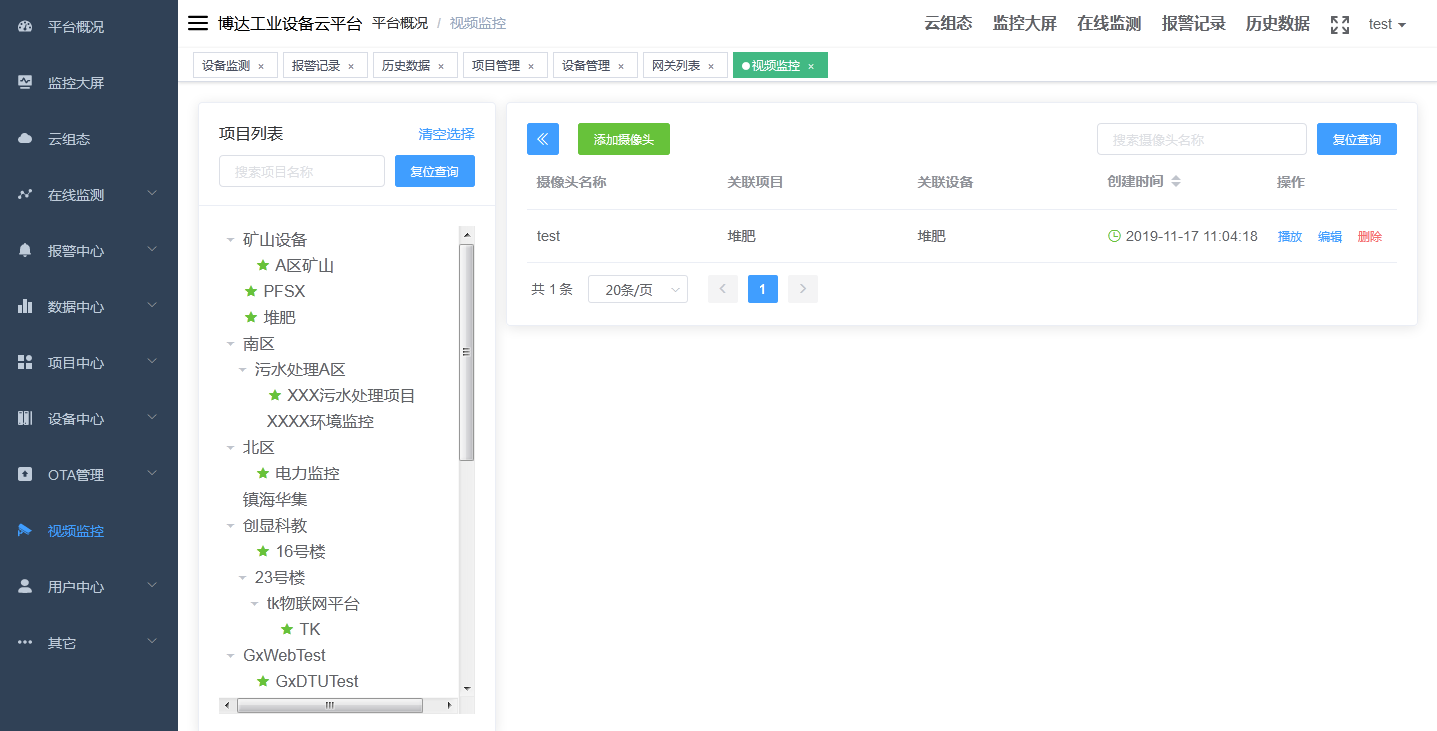 平台概况
监控大屏
云组态
在线监测
报警中心
数据中心
项目中心
设备中心
OTA管理
视频监控
用户中心
其它
博达工业设备云平台 平台概况 / 视频监控
云组态 监控大屏 在线监测 报警记录 历史数据 test
设备监测 × 报警记录 × 历史数据 × 项目管理 × 设备管理 × 网关列表 × 视频监控 ×
项目列表 清空选择
搜索项目名称 复位查询
矿山设备
A区矿山
PFSX
堆肥
南区
污水处理A区
XXX污水处理项目
XXXX环境监控
北区
电力监控
镇海华集
创显科教
16号楼
23号楼
tk物联网平台
TK
GxWebTest
GxDTUTest
添加摄像头 搜索摄像头名称 复位查询
摄像头名称 关联项目 关联设备 创建时间 操作
test 堆肥 堆肥 2019-11-17 11:04:18 播放 编辑 删除
共 1 条 20条/页 < 1 >